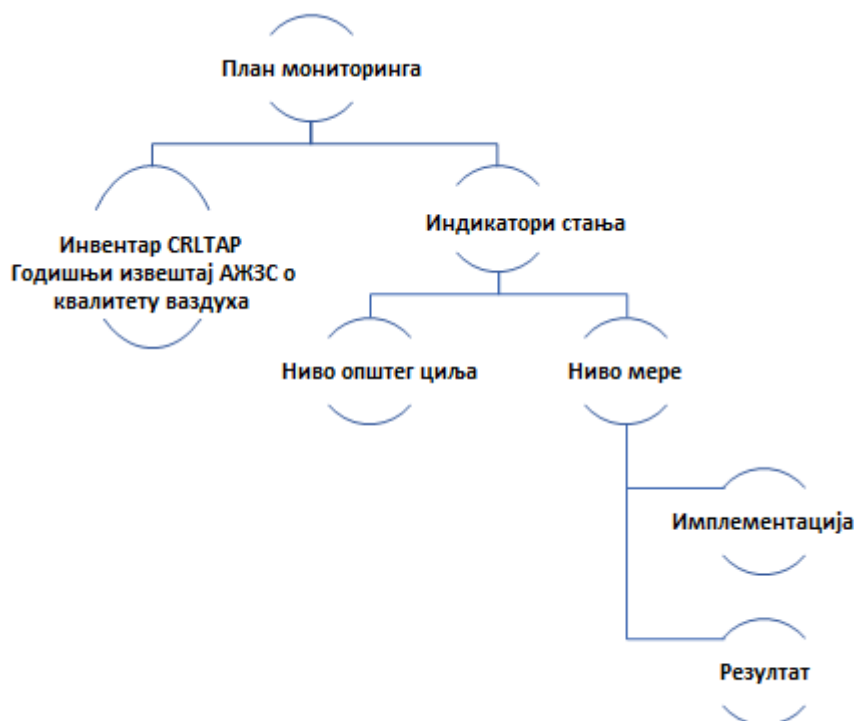 План мониторинга
Инвентар CRLTAP
Годишњи извештај АЖЗС о
квалитету ваздуха
Индикатори стања
Ниво општег циља
Ниво мере
Имплементација
Резултат